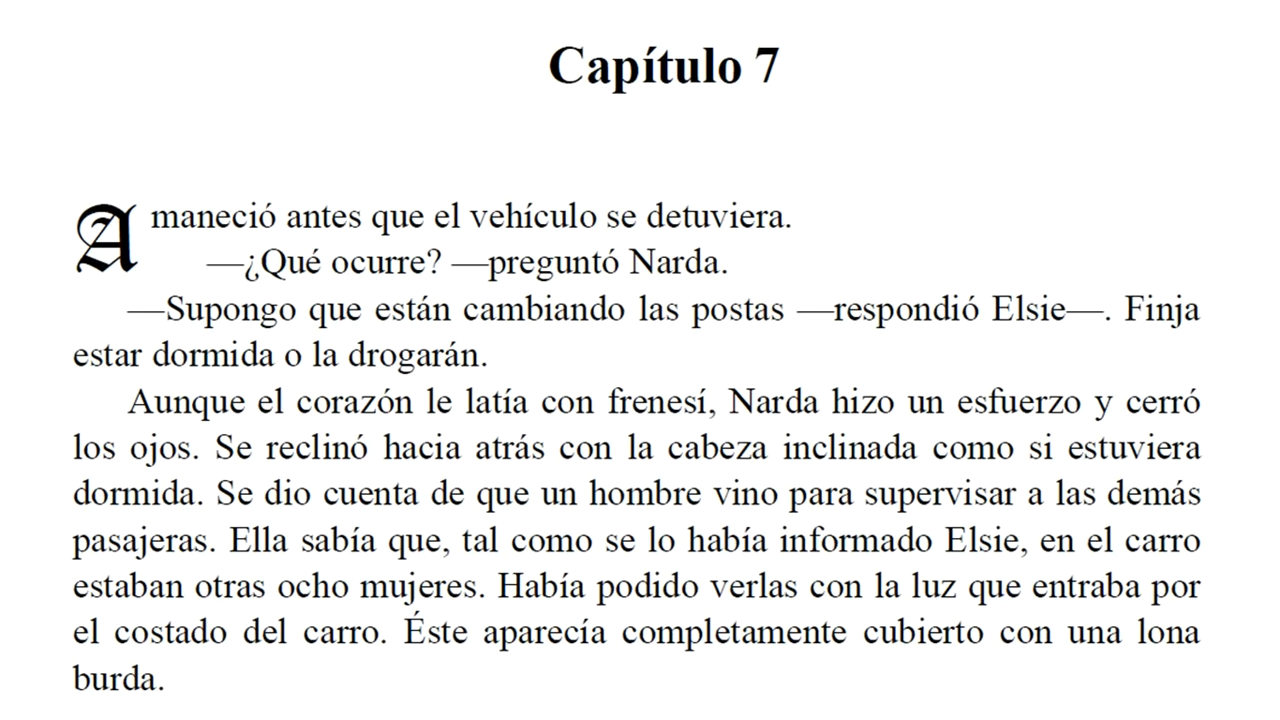 Capítulo 7
Amaneció antes que el vehículo se detuviera.
—¿Qué ocurre? —preguntó Narda.
—Supongo que están cambiando las postas —respondió Elsie—. Finja
estar dormida o la drogarán.
Aunque el corazón le latía con frenesí, Narda hizo un esfuerzo y cerró
los ojos. Se reclinó hacia atrás con la cabeza inclinada como si estuviera
dormida. Se dio cuenta de que un hombre vino para supervisar a las demás
pasajeras. Ella sabía que, tal como se lo había informado Elsie, en el carro
estaban otras ocho mujeres. Había podido verlas con la luz que entraba por
el costado del carro. Éste aparecía completamente cubierto con una lona
burda.